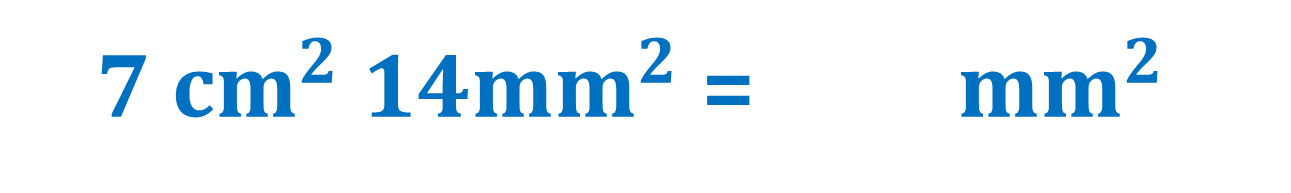 7 cm² 14mm² = mm²